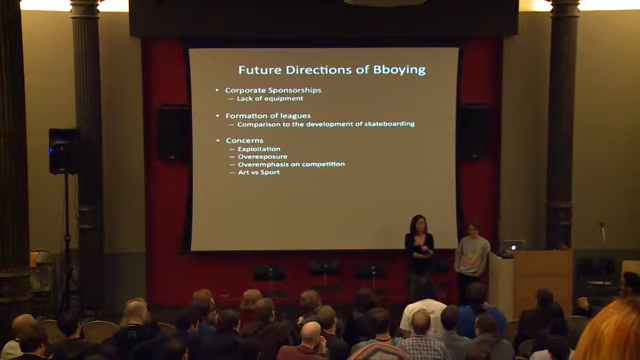 Future Directions of Bboying
• Corporate Sponsorships
– Lack of equipment
• Formation of leagues
– Comparison to the development of skateboarding
• Concerns
– Exploitation
– Overexposure
– Overemphasis on competition
– Art vs Sport